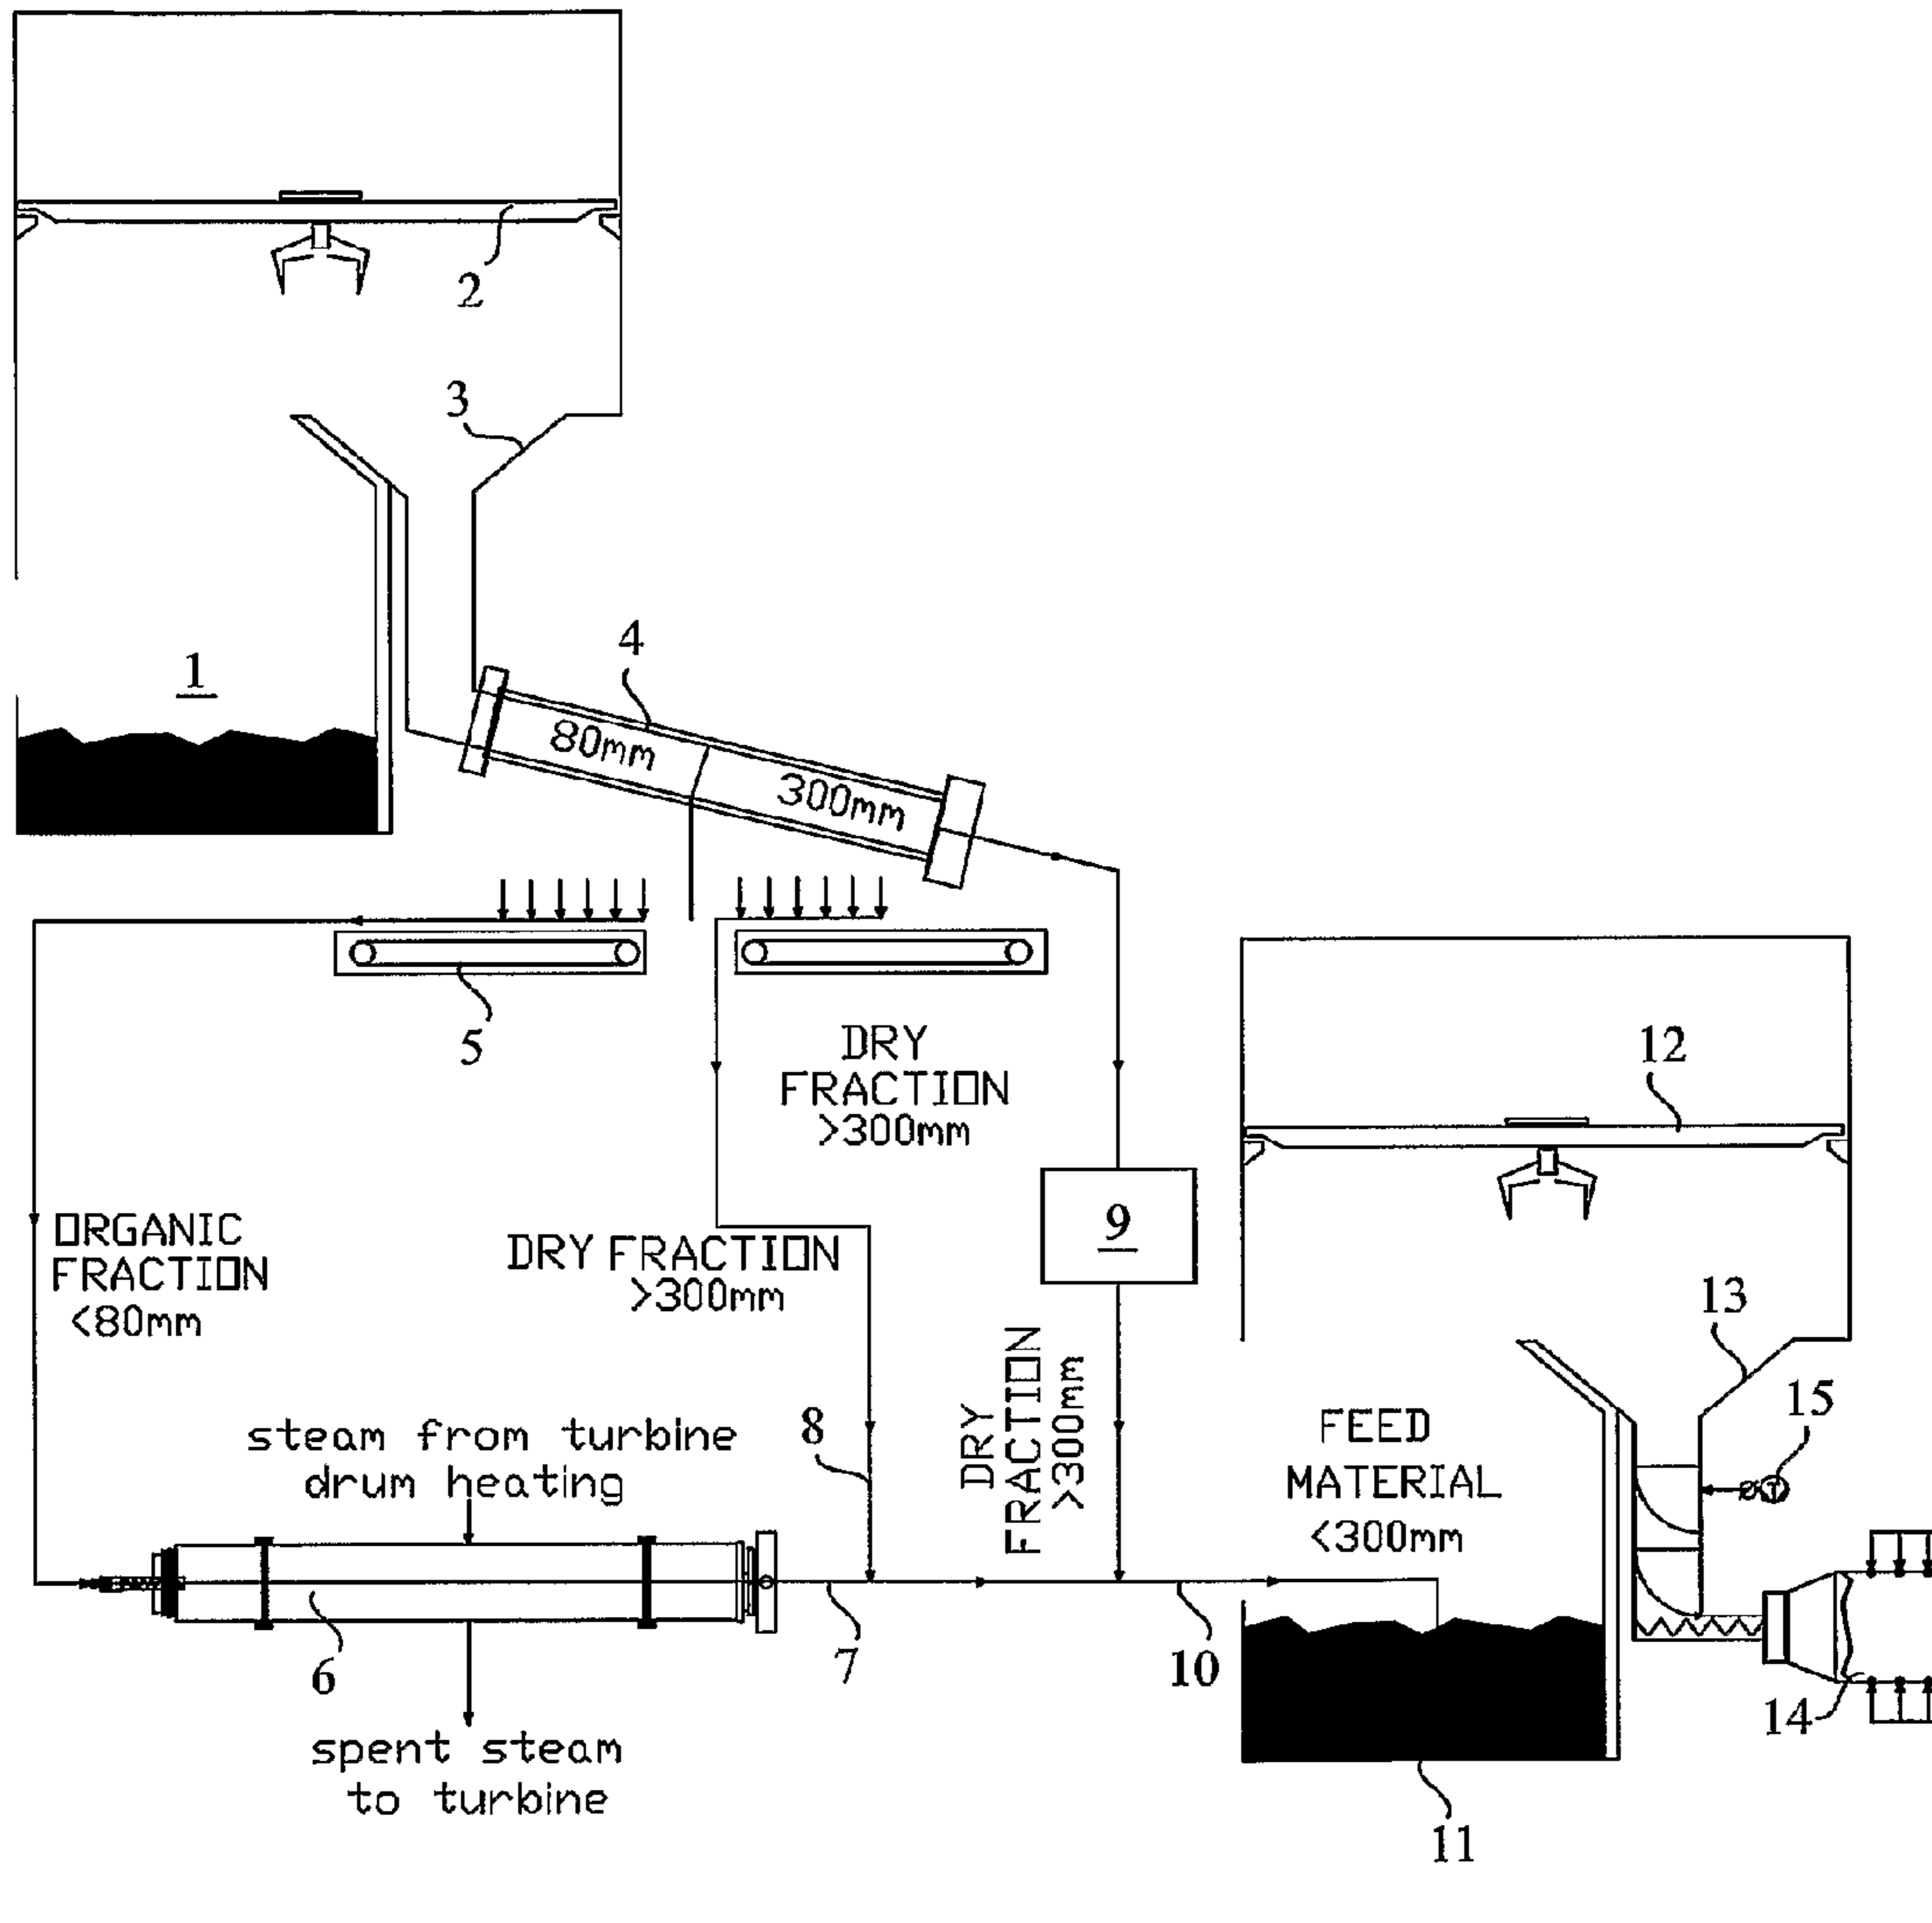 2
3
4
1
80mm
300mm
5
DRY
FRACTION
>300mm
12
9
ORGANIC
FRACTION
<80mm
DRY FRACTION
>300mm
13
DRY
FRACTION
>300mm
15
FEED
MATERIAL
<300mm
steam from turbine
drum heating
8
6
7
10
14
spent steam
to turbine
11